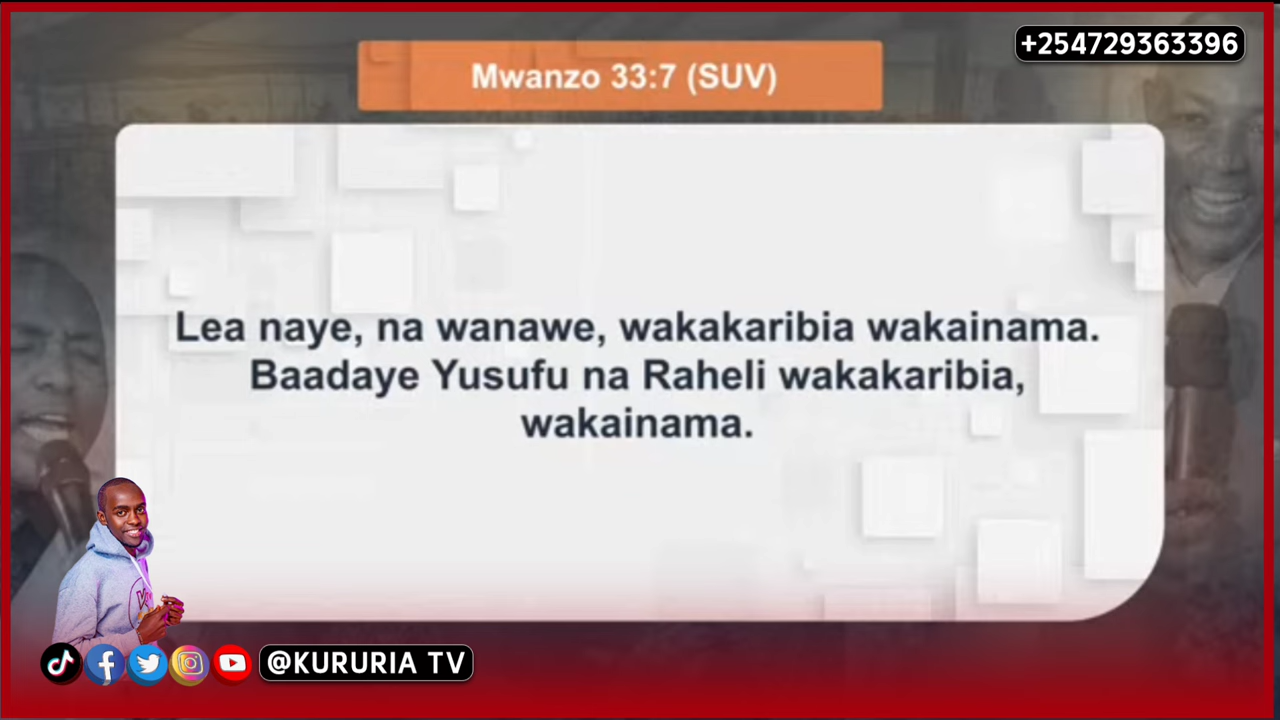 +254729363396
Mwanzo 33:7 (SUV)
Lea naye, na wanawe, wakakaribia wakainama.
Baadaye Yusufu na Raheli wakakaribia,
wakainama.
@KURURIA TV